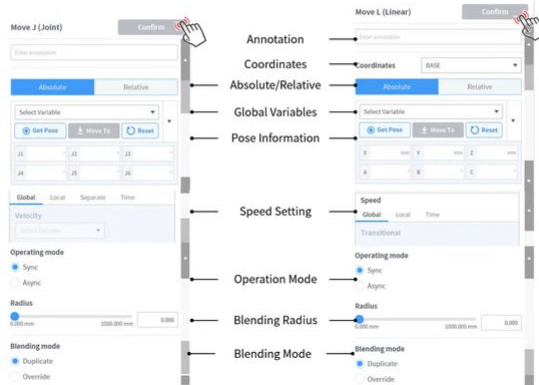 Move J (Joint)
Confirm
Enter annotation
Absolute
Relative
Select Variable
Get Pose
Move To
Reset
J1 ° J2 ° J3 °
J4 ° J5 ° J6 °
Global Local Separate Time
Velocity
Select Variable
Operating mode
Sync
Async
Radius
0.000 mm
1000.000 mm
0.000
Blending mode
Duplicate
Override
Annotation
Coordinates
Absolute/Relative
Global Variables
Pose Information
Speed Setting
Operation Mode
Blending Radius
Blending Mode
Move L (Linear)
Confirm
Enter annotation
Coordinates
BASE
Absolute
Relative
Select Variable
Get Pose
Move To
Reset
X mm Y mm Z mm
A ° B ° C °
Speed
Global Local Time
Transitional
Operating mode
Sync
Async
Radius
0.000 mm
1000.000 mm
0.000
Blending mode
Duplicate
Override